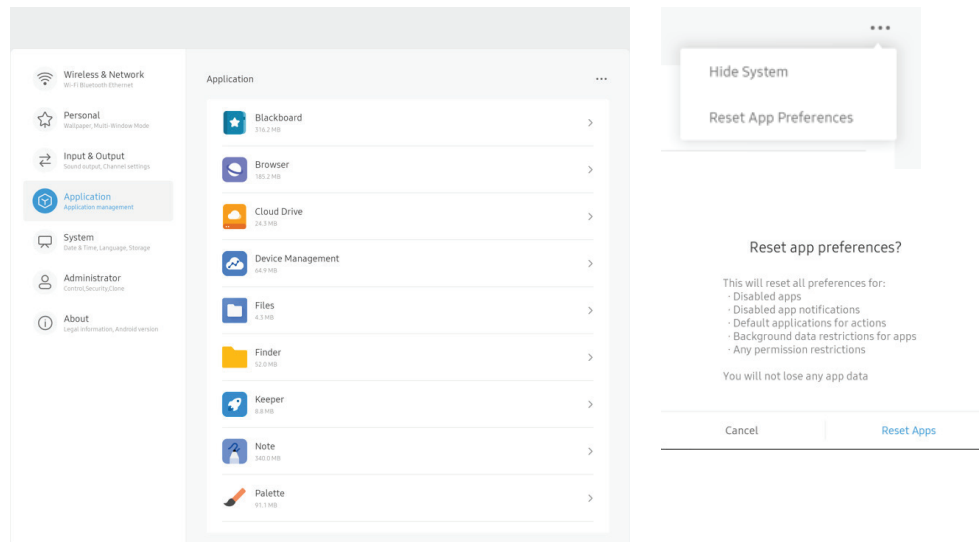 Wireless & Network
Wi-Fi Bluetooth Ethernet
Personal
Wallpaper, Multi-Window Mode
Input & Output
Sound output, Channel settings
Application
Application management
System
Date & Time, Language, Storage
Administrator
Control,Security,Clone
About
Legal information, Android version
Application
Blackboard
316.2 MB
Browser
185.2 MB
Cloud Drive
24.3 MB
Device Management
64.9 MB
Files
4.3 MB
Finder
52.0 MB
Keeper
8.8 MB
Note
340.0 MB
Palette
91.1 MB
Hide System
Reset App Preferences
Reset app preferences?
This will reset all preferences for:
· Disabled apps
· Disabled app notifications
· Default applications for actions
· Background data restrictions for apps
· Any permission restrictions
You will not lose any app data
Cancel
Reset Apps